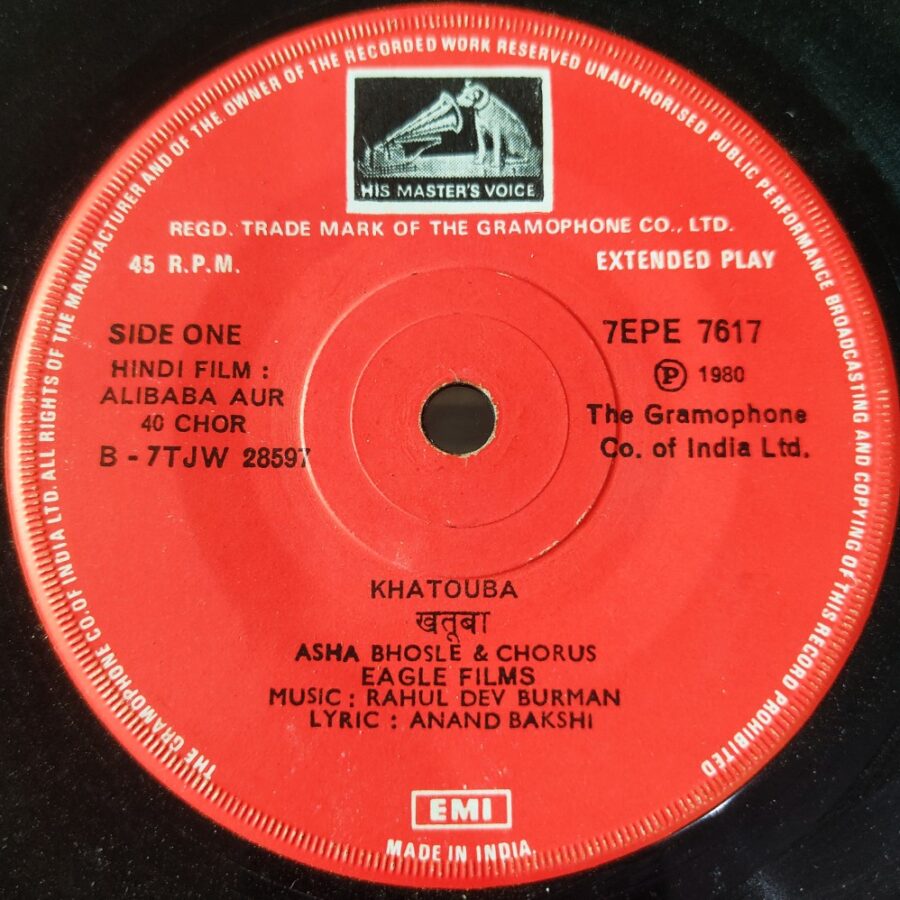 THE GRAMOPHONE CO. OF INDIA LTD. ALL RIGHTS OF THE MANUFACTURER AND OF THE OWNER OF THE RECORDED WORK RESERVED UNAUTHORISED PUBLIC PERFORMANCE BROADCASTING AND COPYING OF THIS RECORD PROHIBITED
HIS MASTER'S VOICE
REGD. TRADE MARK OF THE GRAMOPHONE CO., LTD.
45 R.P.M.
EXTENDED PLAY
SIDE ONE
HINDI FILM :
ALIBABA AUR
40 CHOR
B - 7TJW 28597
7EPE 7617
Ⓟ 1980
The Gramophone
Co. of India Ltd.
KHATOUBA
खतूबा
ASHA BHOSLE & CHORUS
EAGLE FILMS
MUSIC : RAHUL DEV BURMAN
LYRIC : ANAND BAKSHI
EMI
MADE IN INDIA